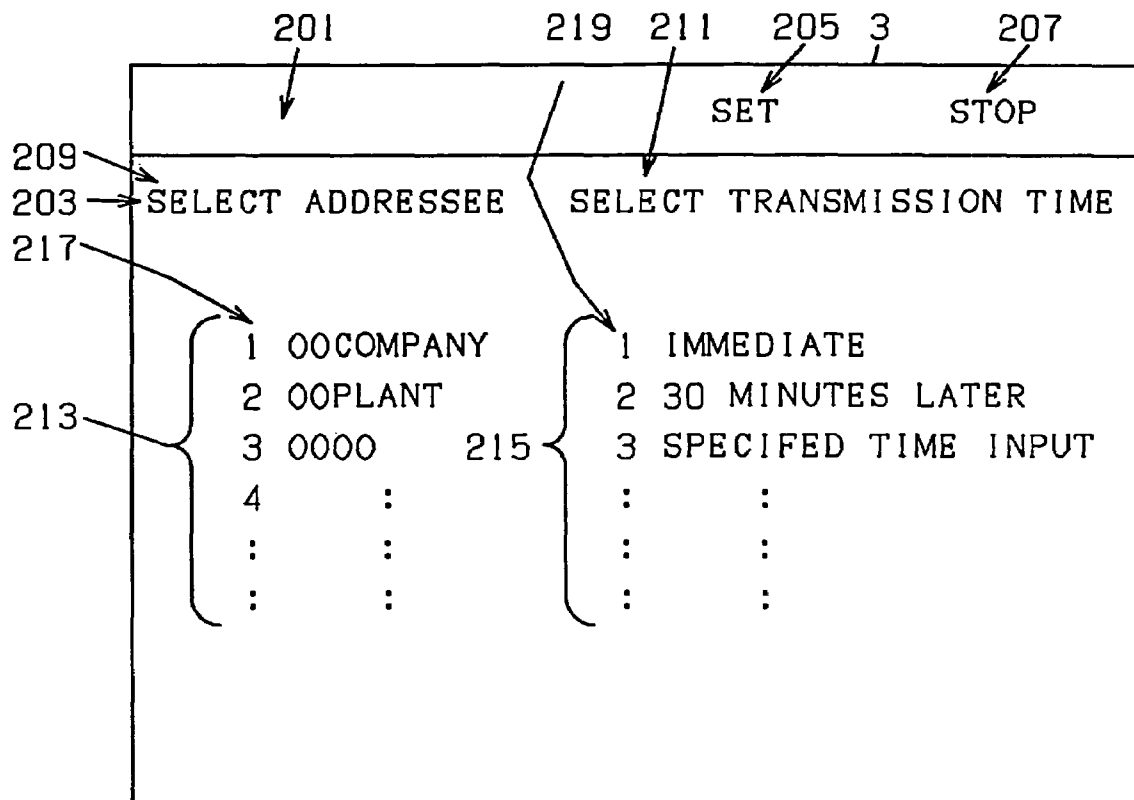 201 219 211 205 3 207
SET STOP
209
203 SELECT ADDRESSEE SELECT TRANSMISSION TIME
217
1 OOCOMPANY 1 IMMEDIATE
2 OOPLANT 2 30 MINUTES LATER
213 3 OOOO 215 3 SPECIFED TIME INPUT
4 : : :
: : : :
: : : :